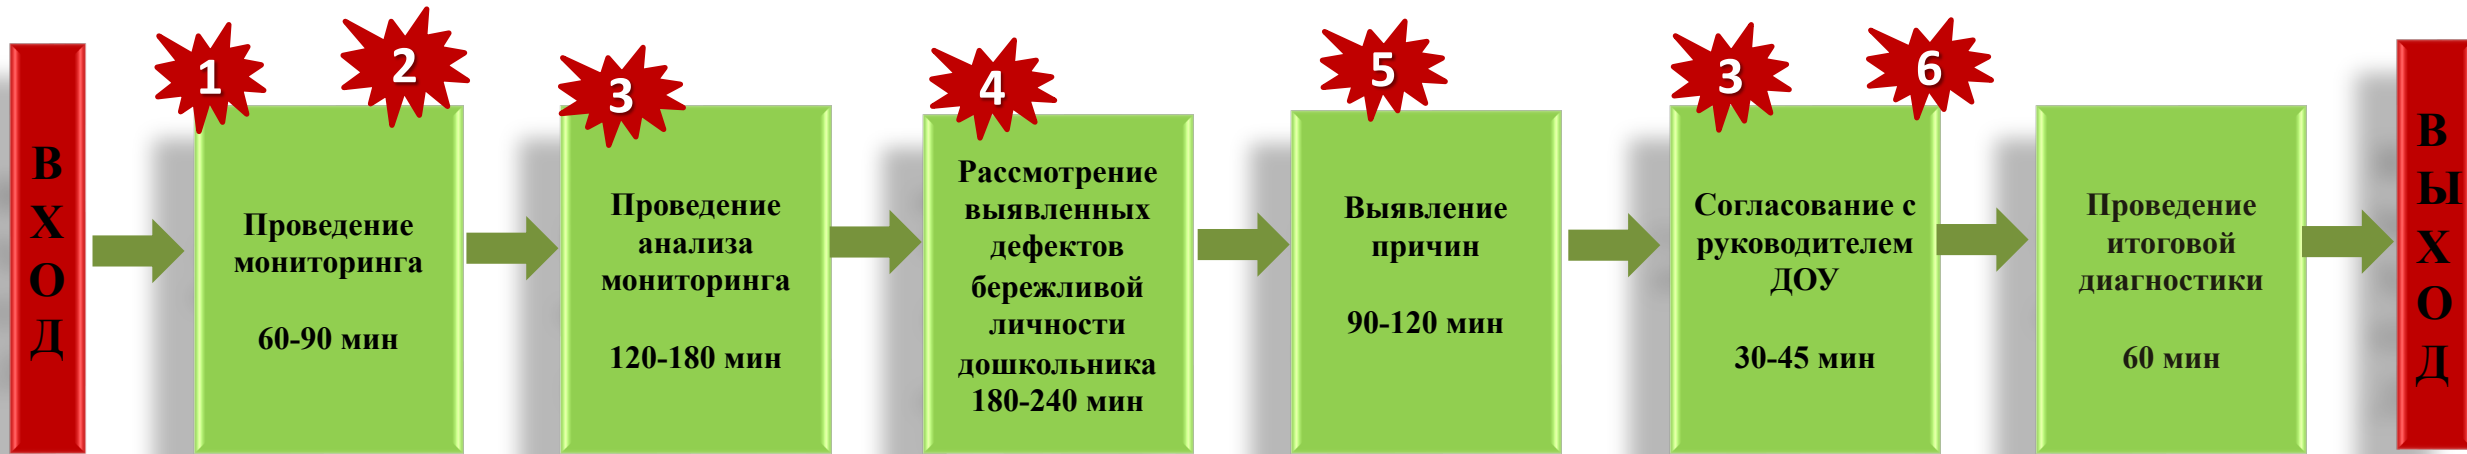 ВХОД
1
2
Проведение
мониторинга
60-90 мин
3
Проведение
анализа
мониторинга
120-180 мин
4
Рассмотрение
выявленных
дефектов
бережливой
личности
дошкольника
180-240 мин
5
Выявление
причин
90-120 мин
3
6
Согласование с
руководителем
ДОУ
30-45 мин
Проведение
итоговой
диагностики
60 мин
ВЫХОД